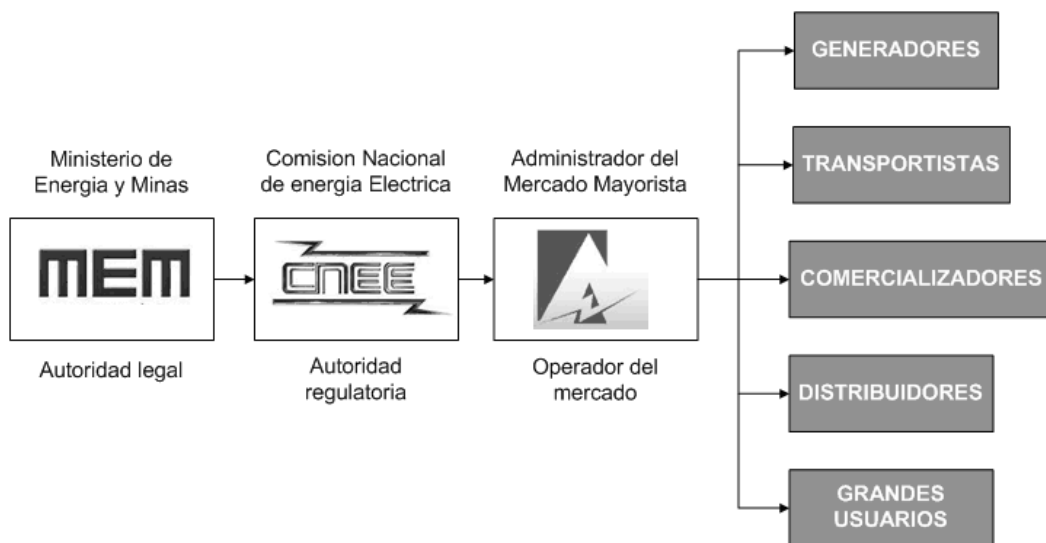 Ministerio de
Energia y Minas
MEM
Autoridad legal
Comision Nacional
de energia Electrica
CNEE
Autoridad
regulatoria
Administrador del
Mercado Mayorista
Operador del
mercado
GENERADORES
TRANSPORTISTAS
COMERCIALIZADORES
DISTRIBUIDORES
GRANDES
USUARIOS